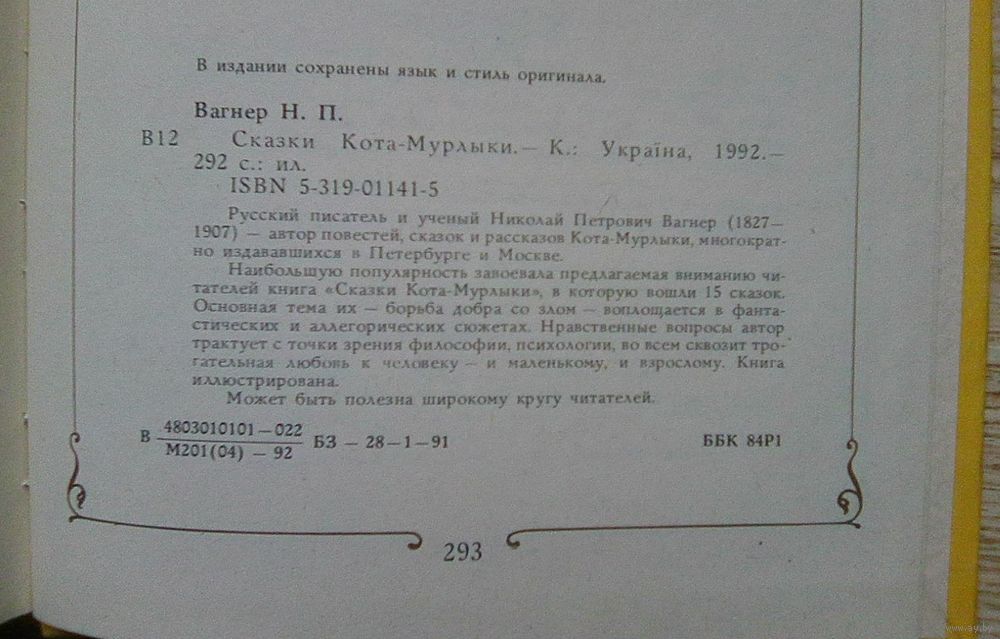 В издании сохранены язык и стиль оригинала.
Вагнер Н. П.
В12 Сказки Кота-Мурлыки.— К.: Україна, 1992.—
292 с.: ил.
ISBN 5-319-01141-5
Русский писатель и ученый Николай Петрович Вагнер (1827—
1907) — автор повестей, сказок и рассказов Кота-Мурлыки, многократ-
но издававшихся в Петербурге и Москве.
Наибольшую популярность завоевала предлагаемая вниманию чи-
тателей книга «Сказки Кота-Мурлыки», в которую вошли 15 сказок.
Основная тема их — борьба добра со злом — воплощается в фанта-
стических и аллегорических сюжетах. Нравственные вопросы автор
трактует с точки зрения философии, психологии, во всем сквозит тро-
гательная любовь к человеку — и маленькому, и взрослому. Книга
иллюстрирована.
Может быть полезна широкому кругу читателей.
В 4803010101—022
М201(04) — 92
БЗ — 28—1—91
ББК 84Р1
293
www.ay.by